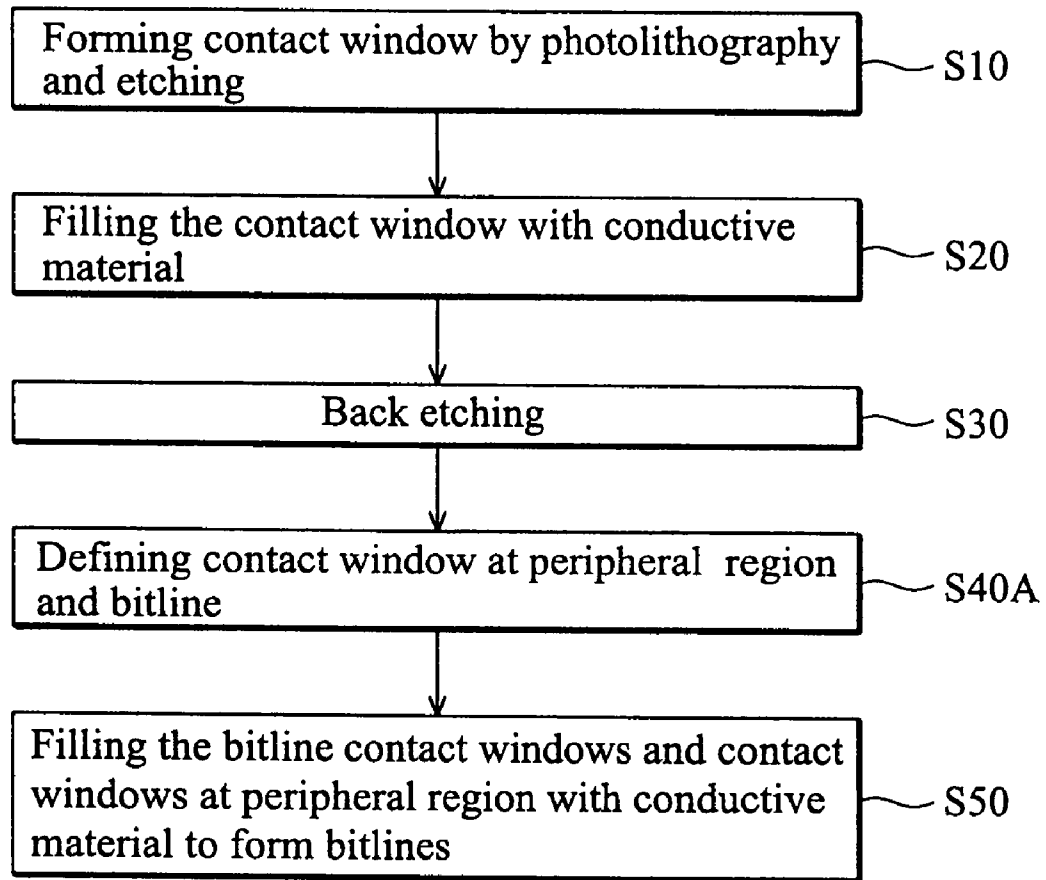 Forming contact window by photolithography
and etching
S10
Filling the contact window with conductive
material
S20
Back etching
S30
Defining contact window at peripheral region
and bitline
S40A
Filling the bitline contact windows and contact
windows at peripheral region with conductive
material to form bitlines
S50